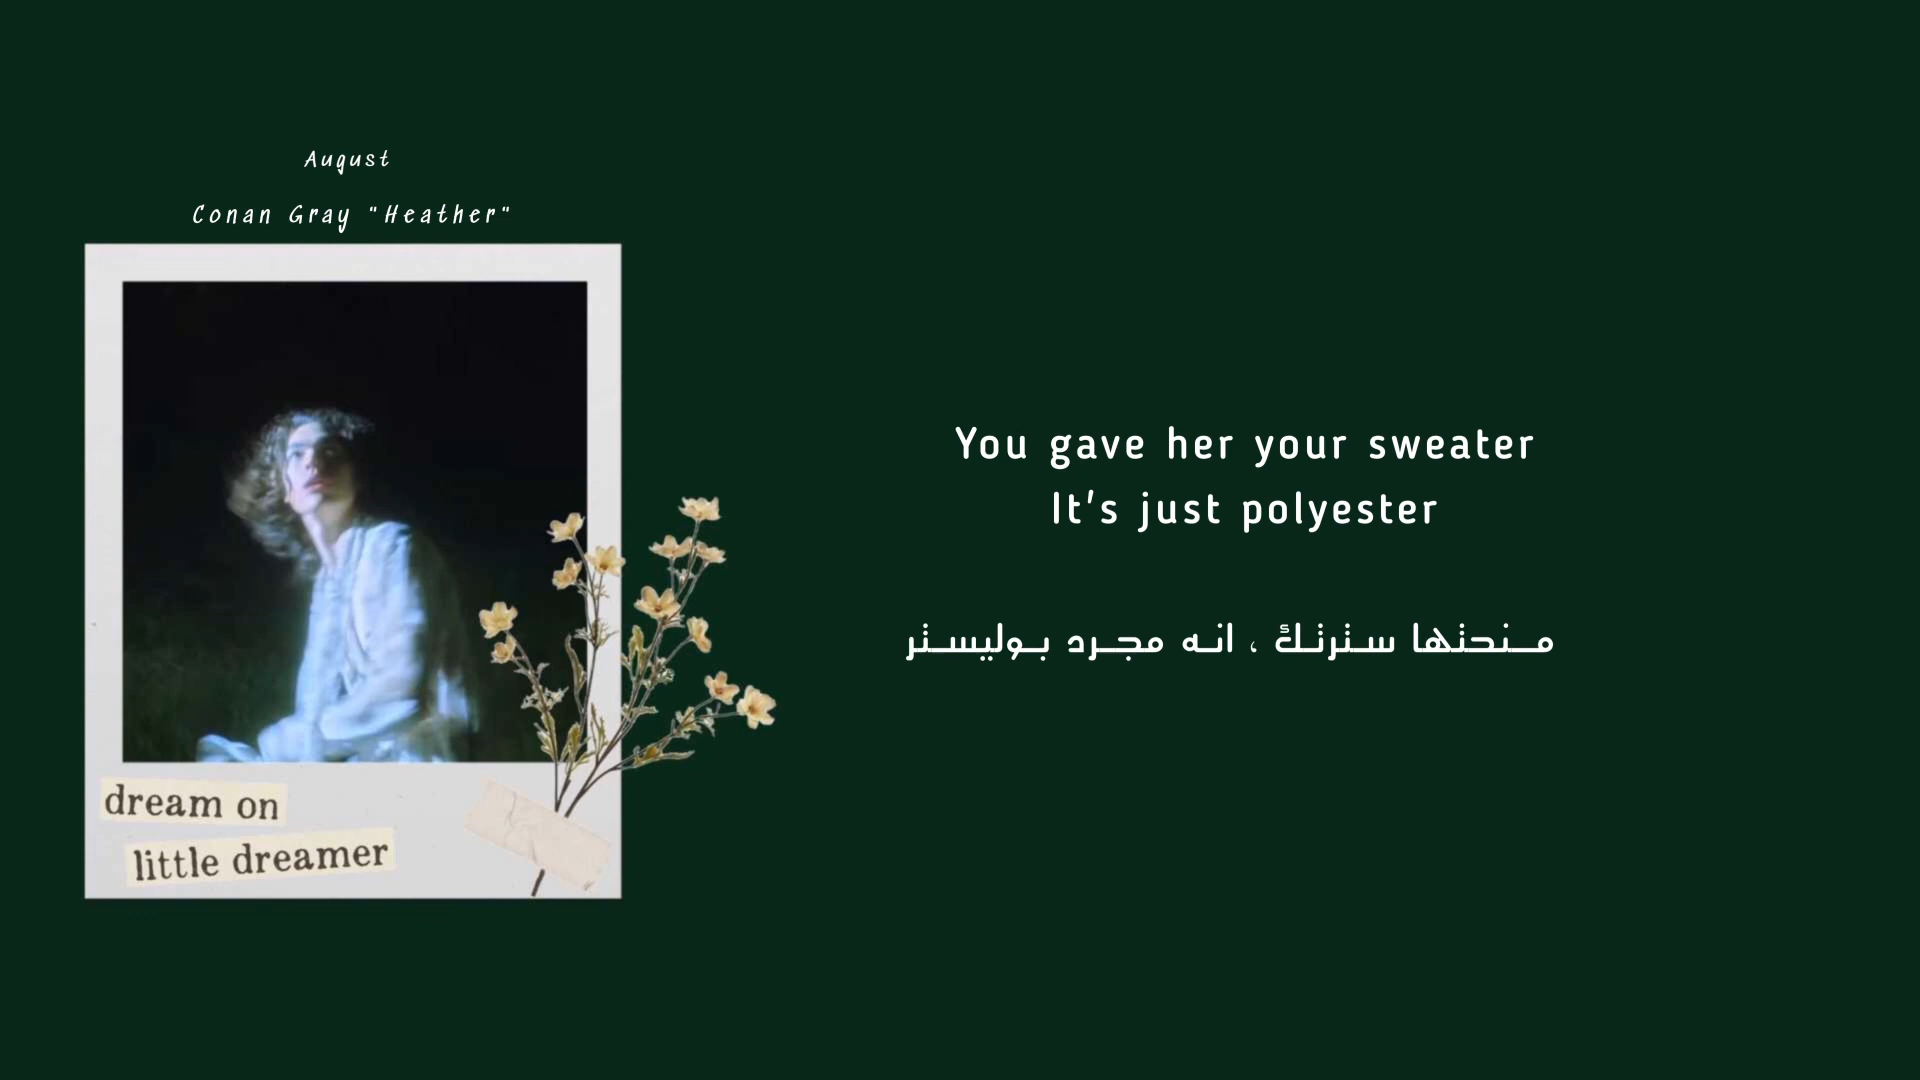 August
Conan Gray "Heather"
dream on
little dreamer
You gave her your sweater
It's just polyester
مـنحتها سترتك ، انه مجرد بوليستر